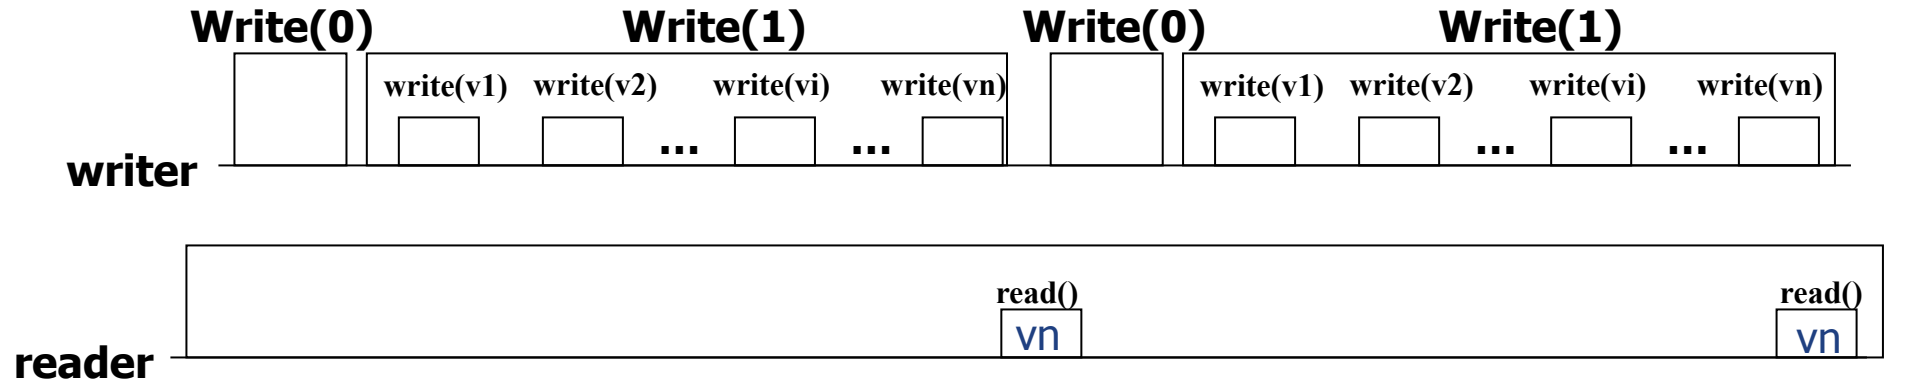 Write(0) Write(1) Write(0) Write(1)
write(v1) write(v2) write(vi) write(vn) write(v1) write(v2) write(vi) write(vn)
... ... ... ...
writer
read() read()
vn vn
reader